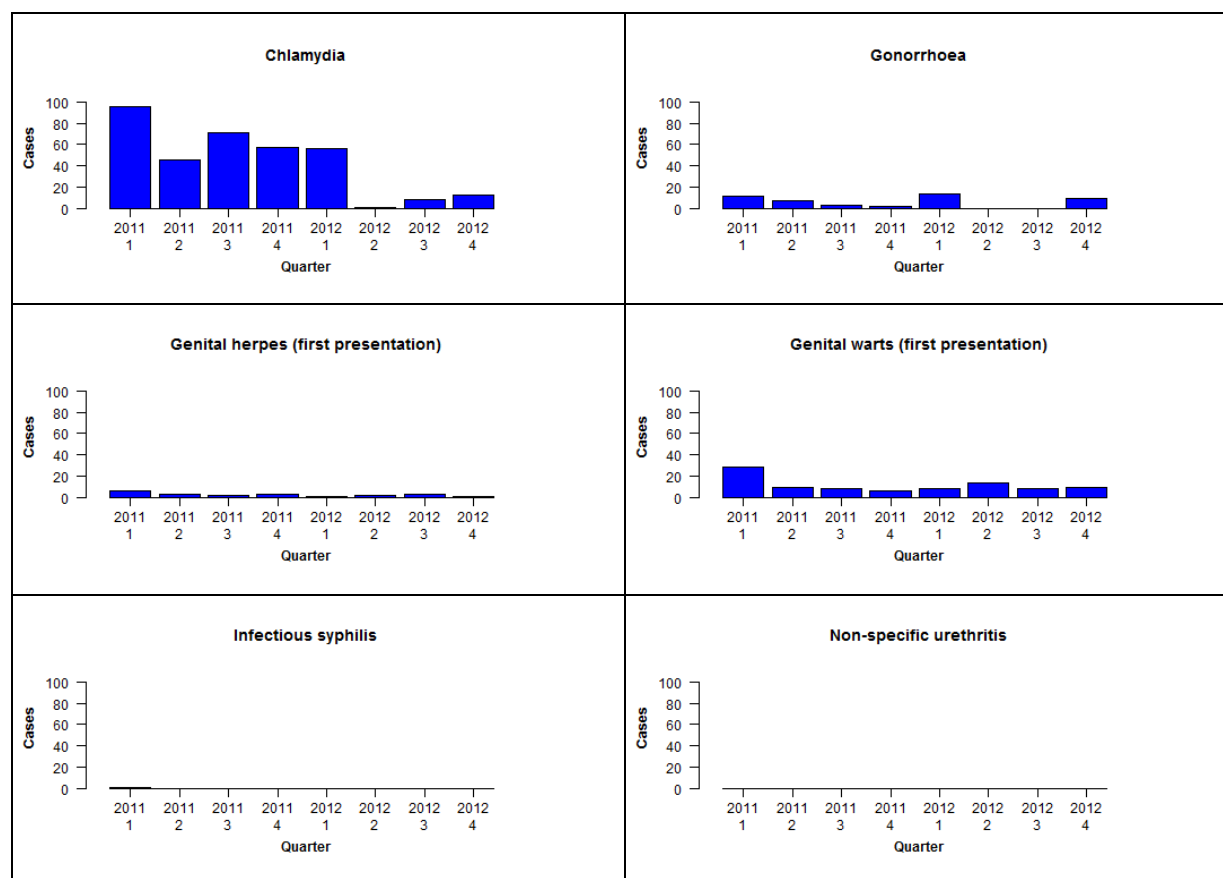 Chlamydia
Cases
100
80
60
40
20
0
2011 2011 2011 2011 2012 2012 2012 2012
1 2 3 4 1 2 3 4
Quarter
Gonorrhoea
Cases
100
80
60
40
20
0
2011 2011 2011 2011 2012 2012 2012 2012
1 2 3 4 1 2 3 4
Quarter
Genital herpes (first presentation)
Cases
100
80
60
40
20
0
2011 2011 2011 2011 2012 2012 2012 2012
1 2 3 4 1 2 3 4
Quarter
Genital warts (first presentation)
Cases
100
80
60
40
20
0
2011 2011 2011 2011 2012 2012 2012 2012
1 2 3 4 1 2 3 4
Quarter
Infectious syphilis
Cases
100
80
60
40
20
0
2011 2011 2011 2011 2012 2012 2012 2012
1 2 3 4 1 2 3 4
Quarter
Non-specific urethritis
Cases
100
80
60
40
20
0
2011 2011 2011 2011 2012 2012 2012 2012
1 2 3 4 1 2 3 4
Quarter